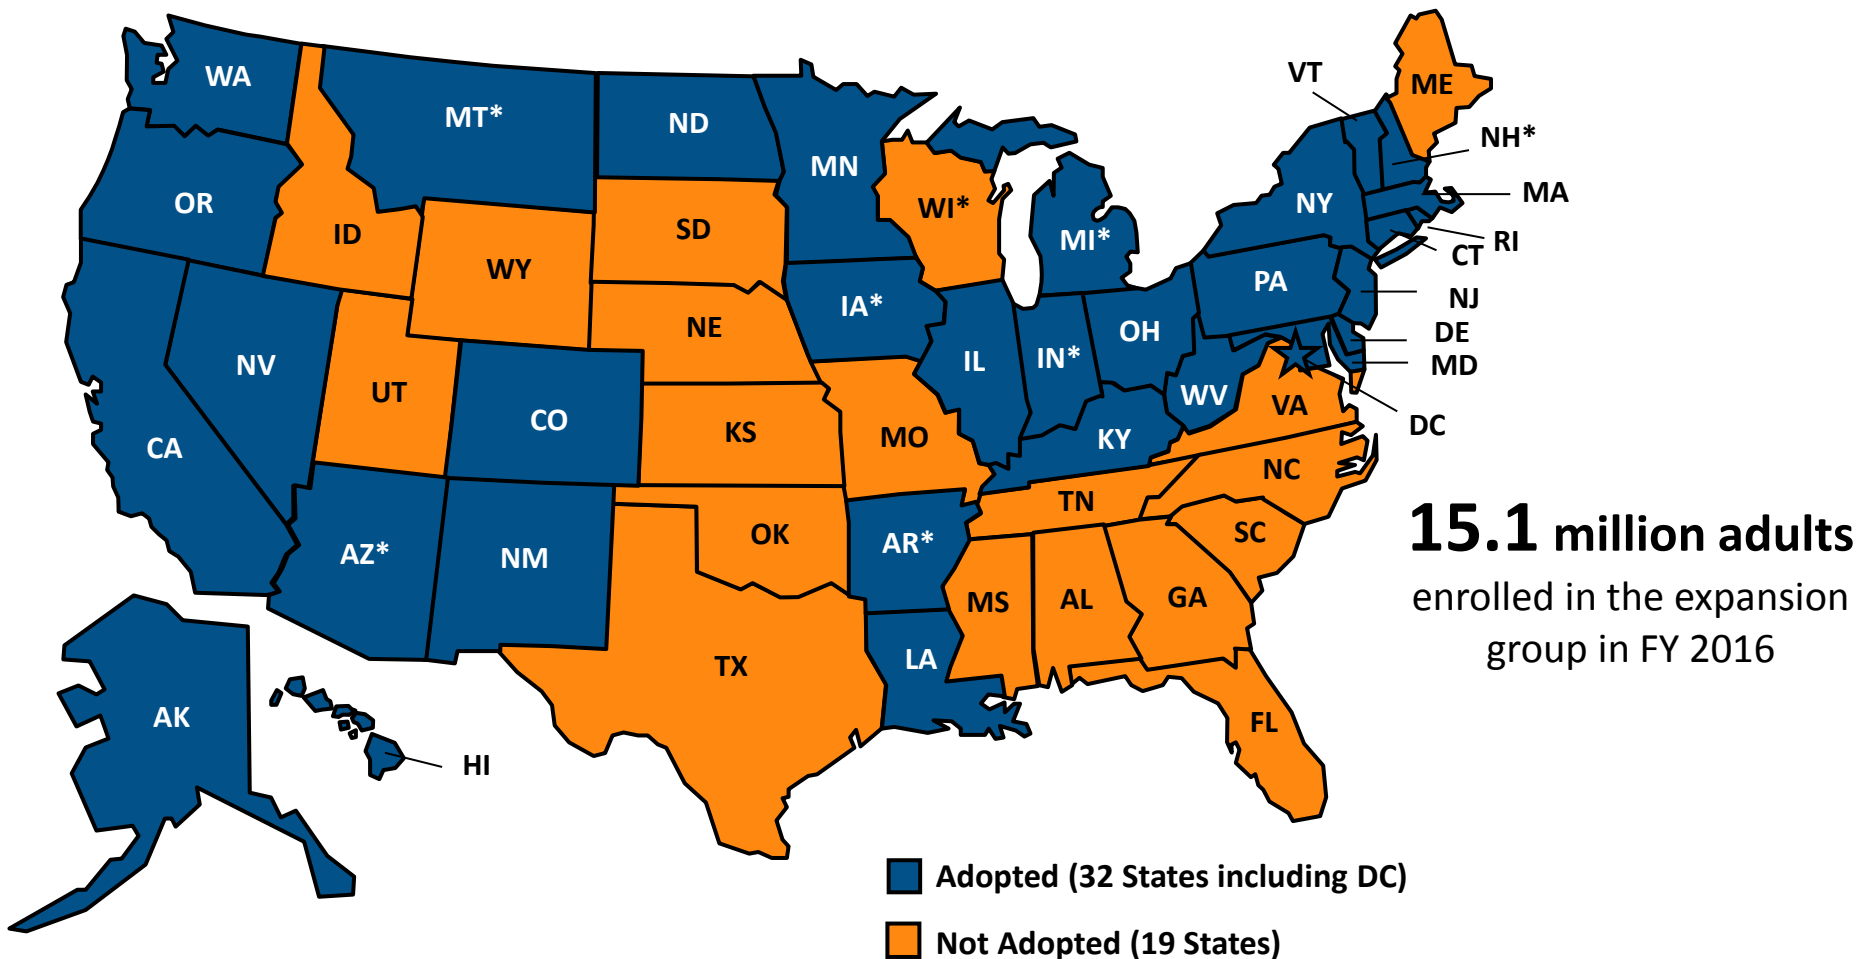 WA
MT*
ND
MN
VT
ME
NH*
MA
OR
ID
WY
SD
WI*
MI*
NY
RI
CT
PA
NJ
IA*
NE
NV
UT
CO
IL
IN*
OH
DE
MD
WV
VA
DC
CA
KS
MO
KY
NC
TN
AZ*
NM
OK
AR*
SC
MS
AL
GA
TX
LA
FL
AK
HI
15.1 million adults
enrolled in the expansion
group in FY 2016
Adopted (32 States including DC)
Not Adopted (19 States)